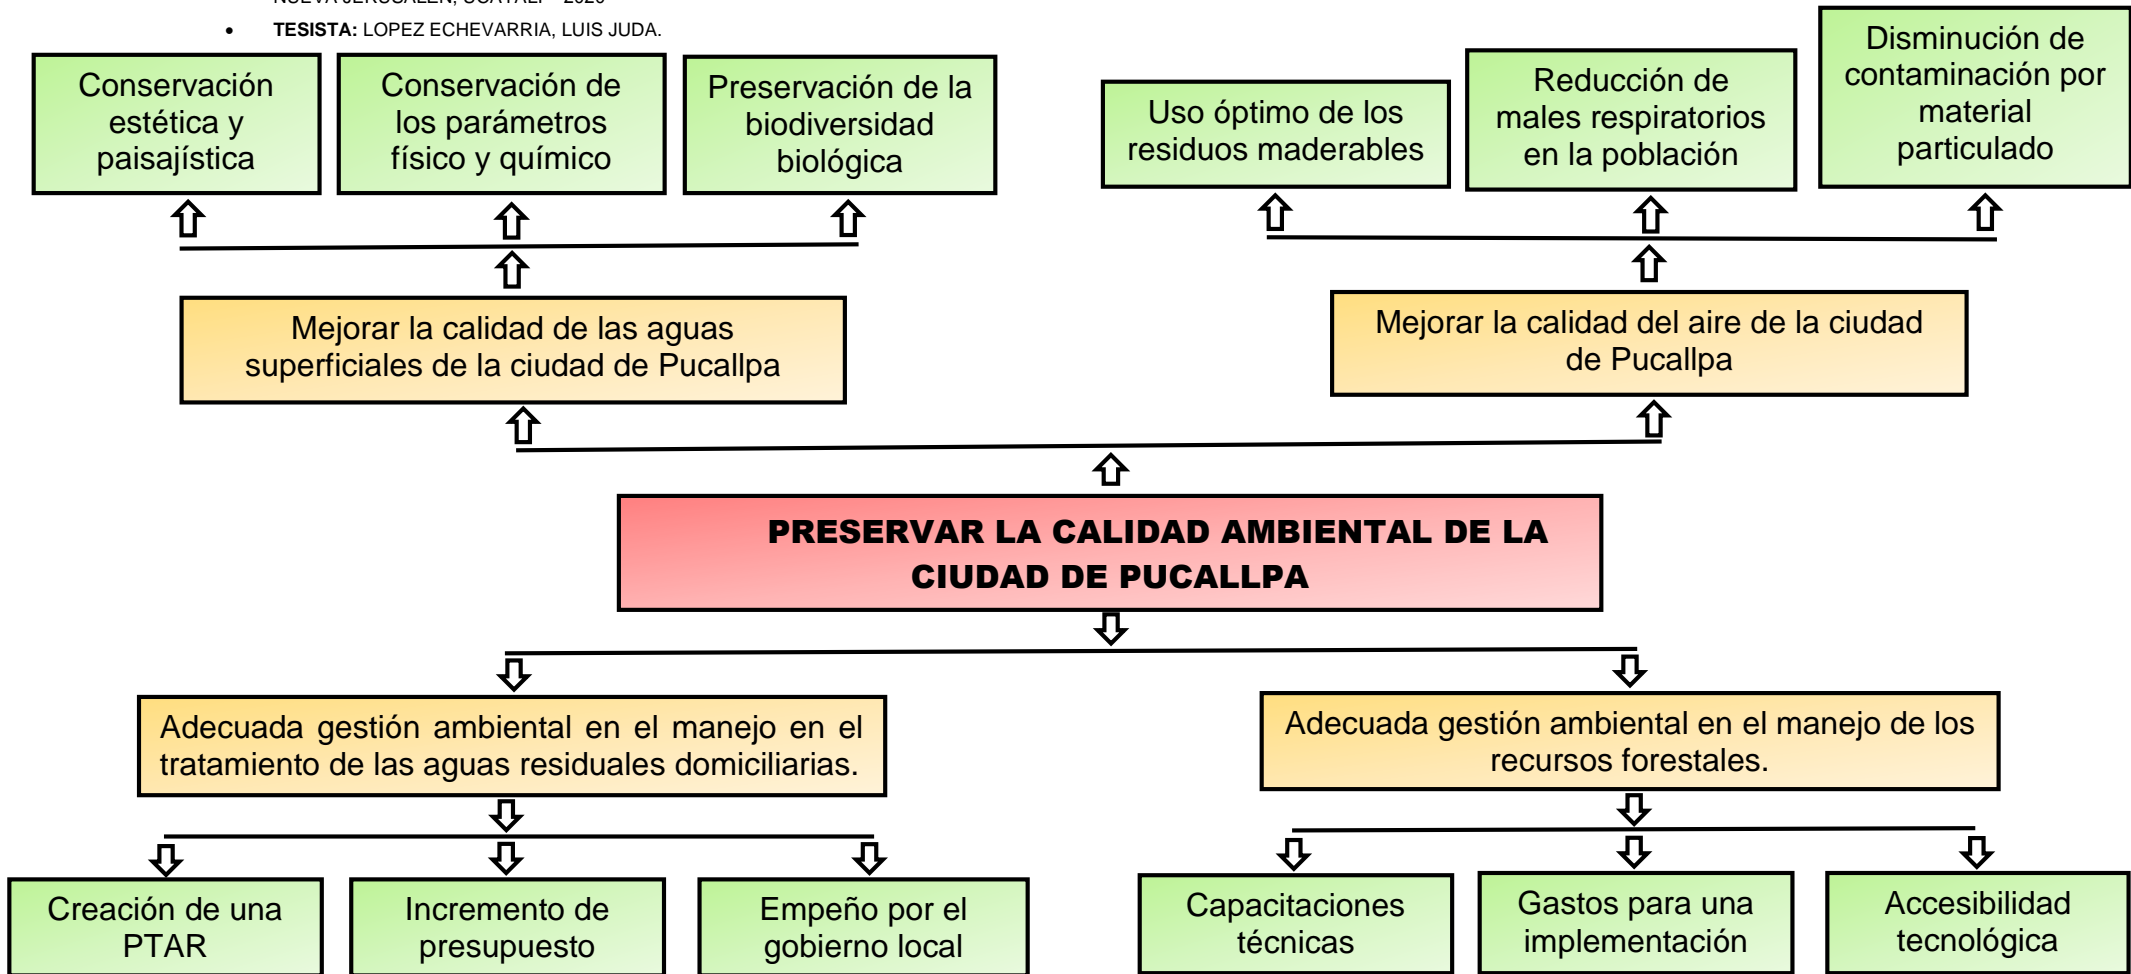 NUEVA JERUSALÉN, UCAYALI – 2020
• TESISTA: LOPEZ ECHEVARRIA, LUIS JUDA.
Conservación
estética y
paisajística
Conservación de
los parámetros
físico y químico
Preservación de la
biodiversidad
biológica
Uso óptimo de los
residuos maderables
Reducción de
males respiratorios
en la población
Disminución de
contaminación por
material
particulado
Mejorar la calidad de las aguas
superficiales de la ciudad de Pucallpa
Mejorar la calidad del aire de la ciudad
de Pucallpa
PRESERVAR LA CALIDAD AMBIENTAL DE LA
CIUDAD DE PUCALLPA
Adecuada gestión ambiental en el manejo en el
tratamiento de las aguas residuales domiciliarias.
Adecuada gestión ambiental en el manejo de los
recursos forestales.
Creación de una
PTAR
Incremento de
presupuesto
Empeño por el
gobierno local
Capacitaciones
técnicas
Gastos para una
implementación
Accesibilidad
tecnológica